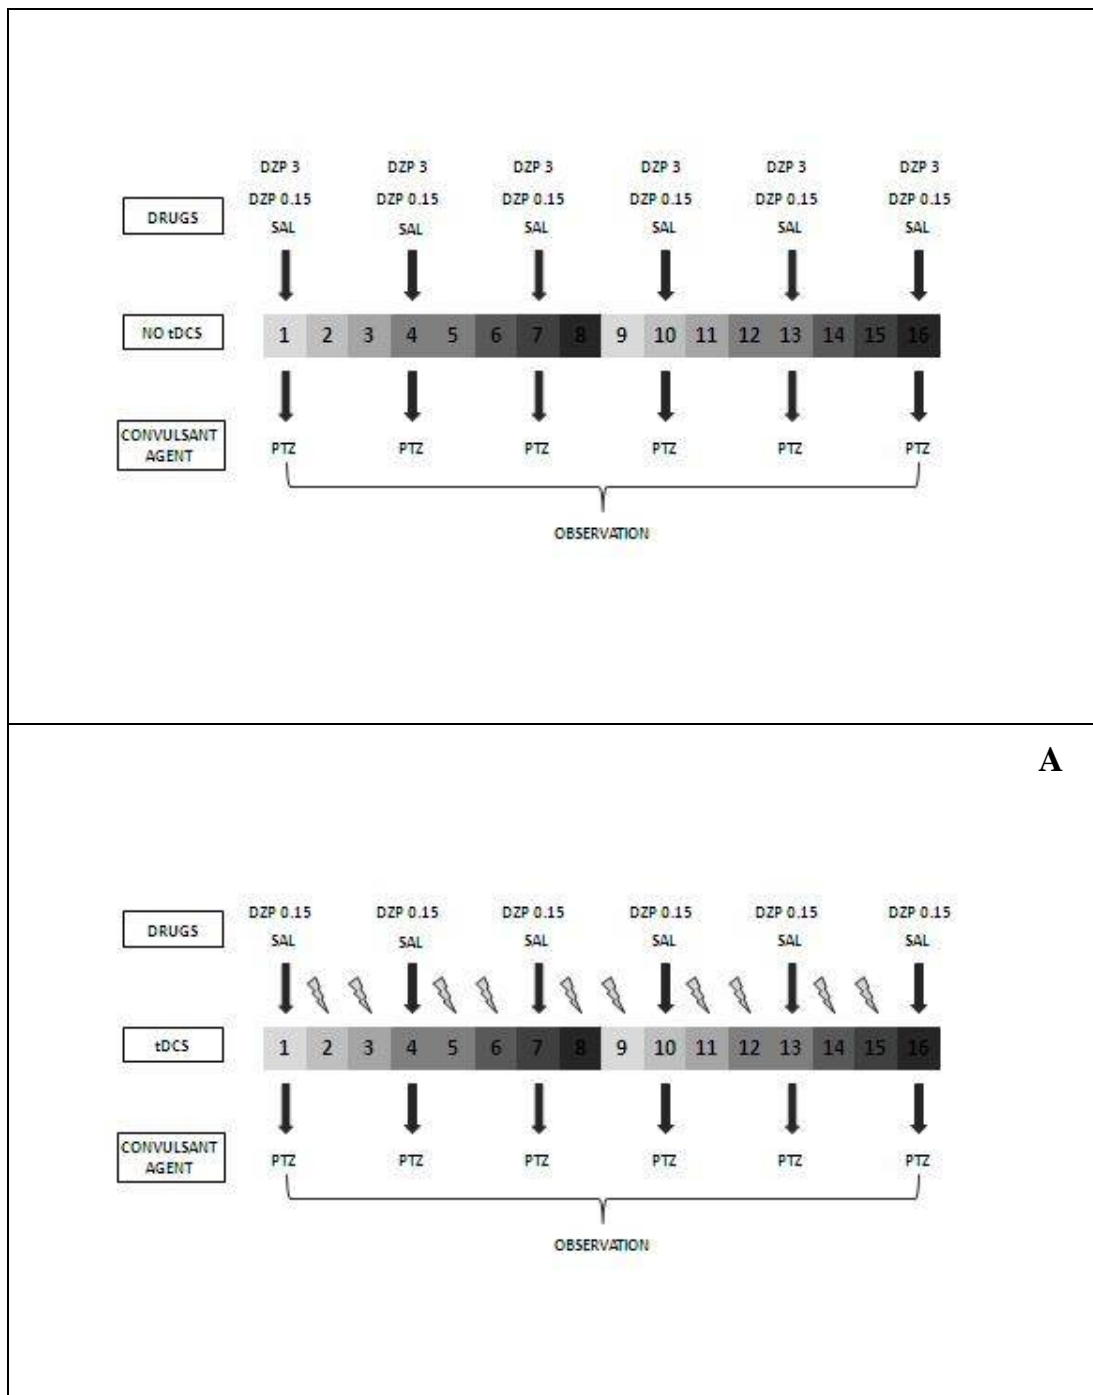 DZP 3 DZP 3 DZP 3 DZP 3 DZP 3 DZP 3
DZP 0.15 DZP 0.15 DZP 0.15 DZP 0.15 DZP 0.15 DZP 0.15
DRUGS
SAL SAL SAL SAL SAL SAL
NO tDCS 1 2 3 4 5 6 7 8 9 10 11 12 13 14 15 16
CONVULSANT
AGENT
PTZ PTZ PTZ PTZ PTZ PTZ
OBSERVATION
A
DZP 0.15 DZP 0.15 DZP 0.15 DZP 0.15 DZP 0.15 DZP 0.15
DRUGS
SAL SAL SAL SAL SAL SAL
tDCS 1 2 3 4 5 6 7 8 9 10 11 12 13 14 15 16
CONVULSANT
AGENT
PTZ PTZ PTZ PTZ PTZ PTZ
OBSERVATION